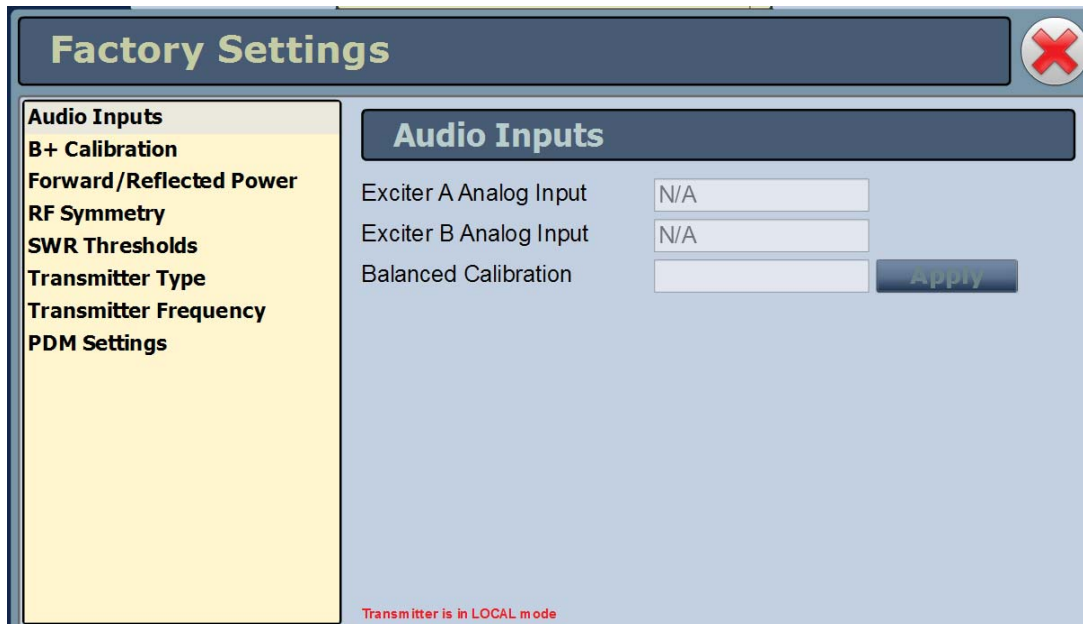 Factory Settings
Audio Inputs
B+ Calibration
Forward/Reflected Power
RF Symmetry
SWR Thresholds
Transmitter Type
Transmitter Frequency
PDM Settings
Audio Inputs
Exciter A Analog Input N/A
Exciter B Analog Input N/A
Balanced Calibration Apply
Transmitter is in LOCAL mode